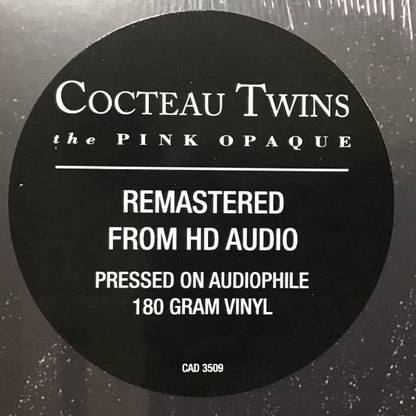 COCTEAU TWINS
the PINK OPAQUE
REMASTERED
FROM HD AUDIO
PRESSED ON AUDIOPHILE
180 GRAM VINYL
CAD 3509